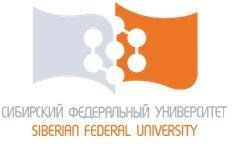 СИБИРСКИЙ ФЕДЕРАЛЬНЫЙ УНИВЕРСИТЕТ
SIBERIAN FEDERAL UNIVERSITY